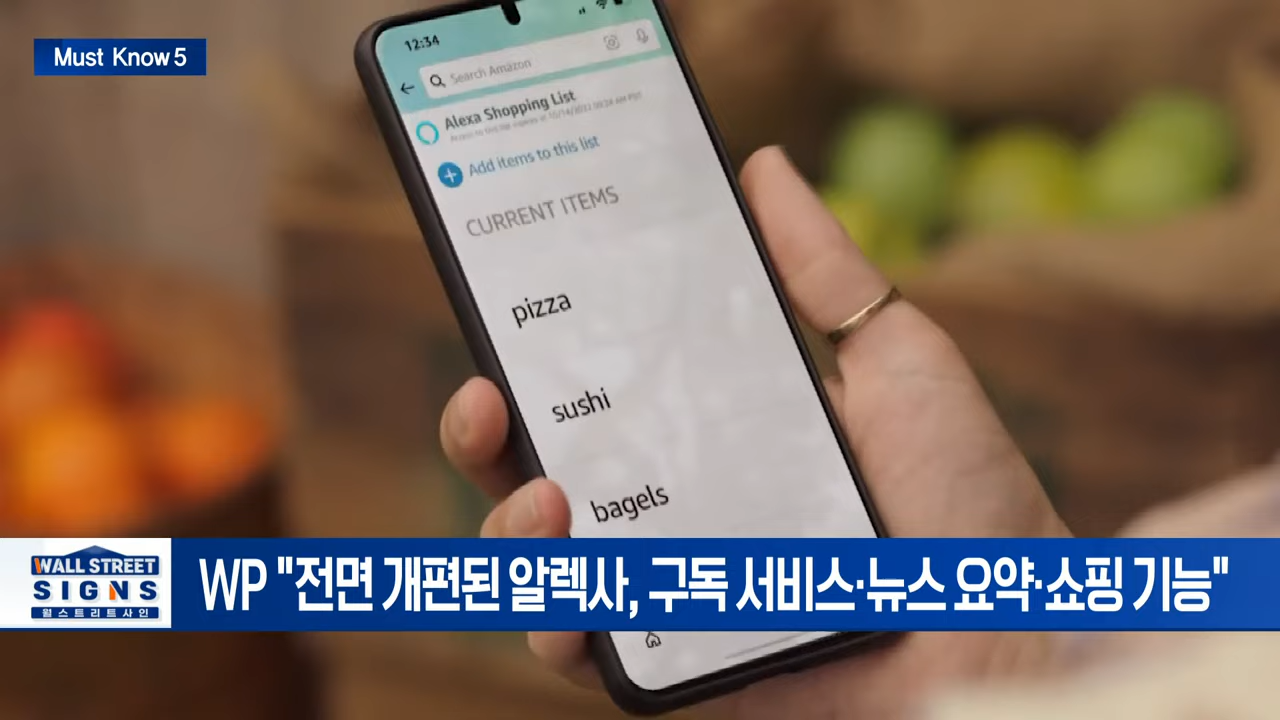 Must Know 5
12:34
Search Amazon
Alexa Shopping List
Add items to this list
CURRENT ITEMS
pizza
sushi
bagels
WALL STREET
SIGNS
월스트리트사인
WP "전면 개편된 알렉사, 구독 서비스·뉴스 요약·쇼핑 기능"